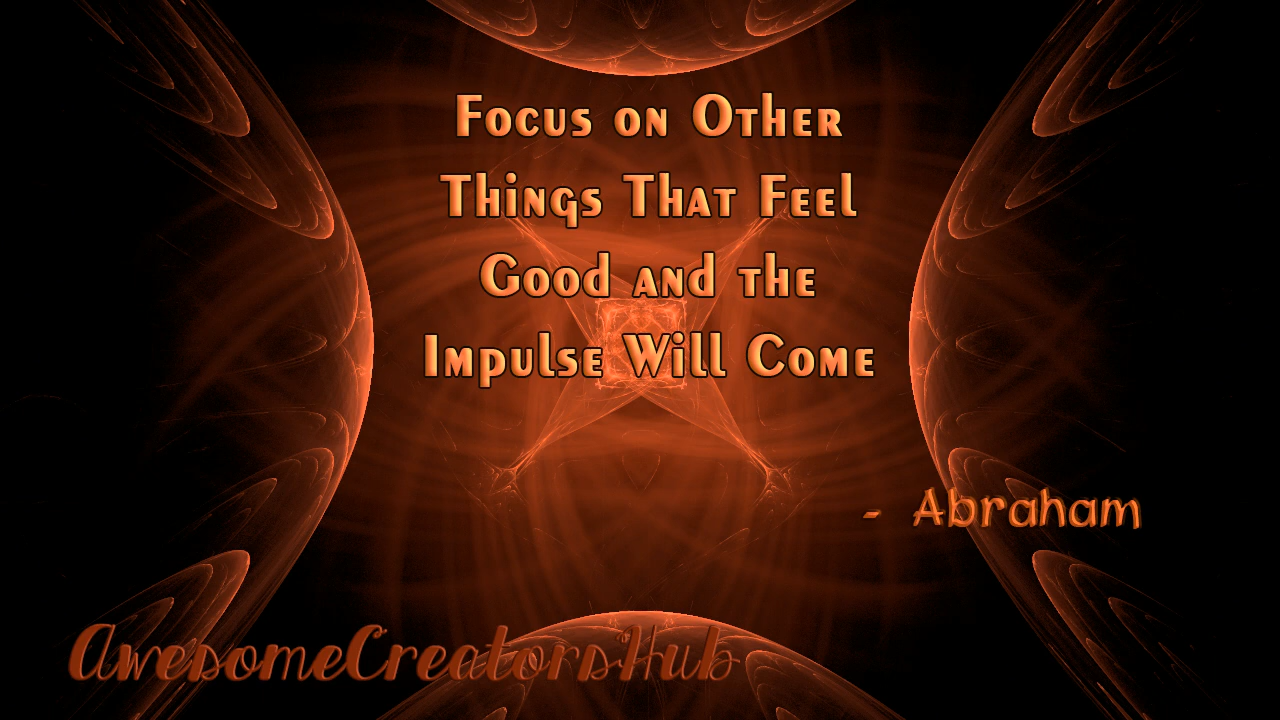 Focus on Other
Things That Feel
Good and the
Impulse Will Come
- Abraham
AwesomeCreatorsHub